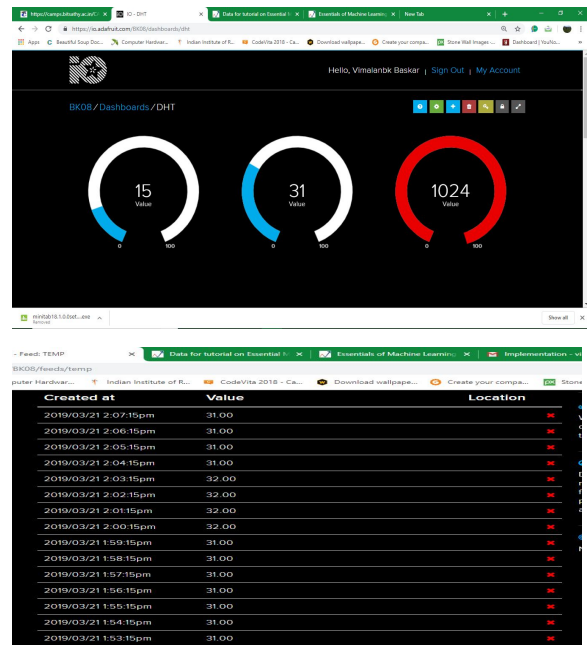 https://camps.bitsathy.ac.in/C
IO - DHT
Data for tutorial on Essential
Essentials of Machine Learning
New Tab
https://io.adafruit.com/BK08/dashboards/dht
Apps
Beautiful Soup Doc...
Computer Hardwar...
Indian Institute of R...
CodeVita 2018 - Ca...
Download wallpape...
Create your compa...
Stone Wall Images -...
Dashboard | YouNo...
Hello, Vimalanbk Baskar | Sign Out | My Account
BK08/Dashboards/DHT
15
Value
0 100
31
Value
0 100
1024
Value
0 100
Removed
Show all
- Feed: TEMP
Data for tutorial on Essential
Essentials of Machine Learning
Implementation - vi
BK08/feeds/temp
puter Hardwar...
Indian Institute of R...
CodeVita 2018 - Ca...
Download wallpape...
Create your compa...
Stone
Created at Value Location
2019/03/21 2:07:15pm 31.00
2019/03/21 2:06:15pm 31.00
2019/03/21 2:05:15pm 31.00
2019/03/21 2:04:15pm 31.00
2019/03/21 2:03:15pm 32.00
2019/03/21 2:02:15pm 32.00
2019/03/21 2:01:15pm 32.00
2019/03/21 2:00:15pm 32.00
2019/03/21 1:59:15pm 31.00
2019/03/21 1:58:15pm 31.00
2019/03/21 1:57:15pm 31.00
2019/03/21 1:56:15pm 31.00
2019/03/21 1:55:15pm 31.00
2019/03/21 1:54:15pm 31.00
2019/03/21 1:53:15pm 31.00